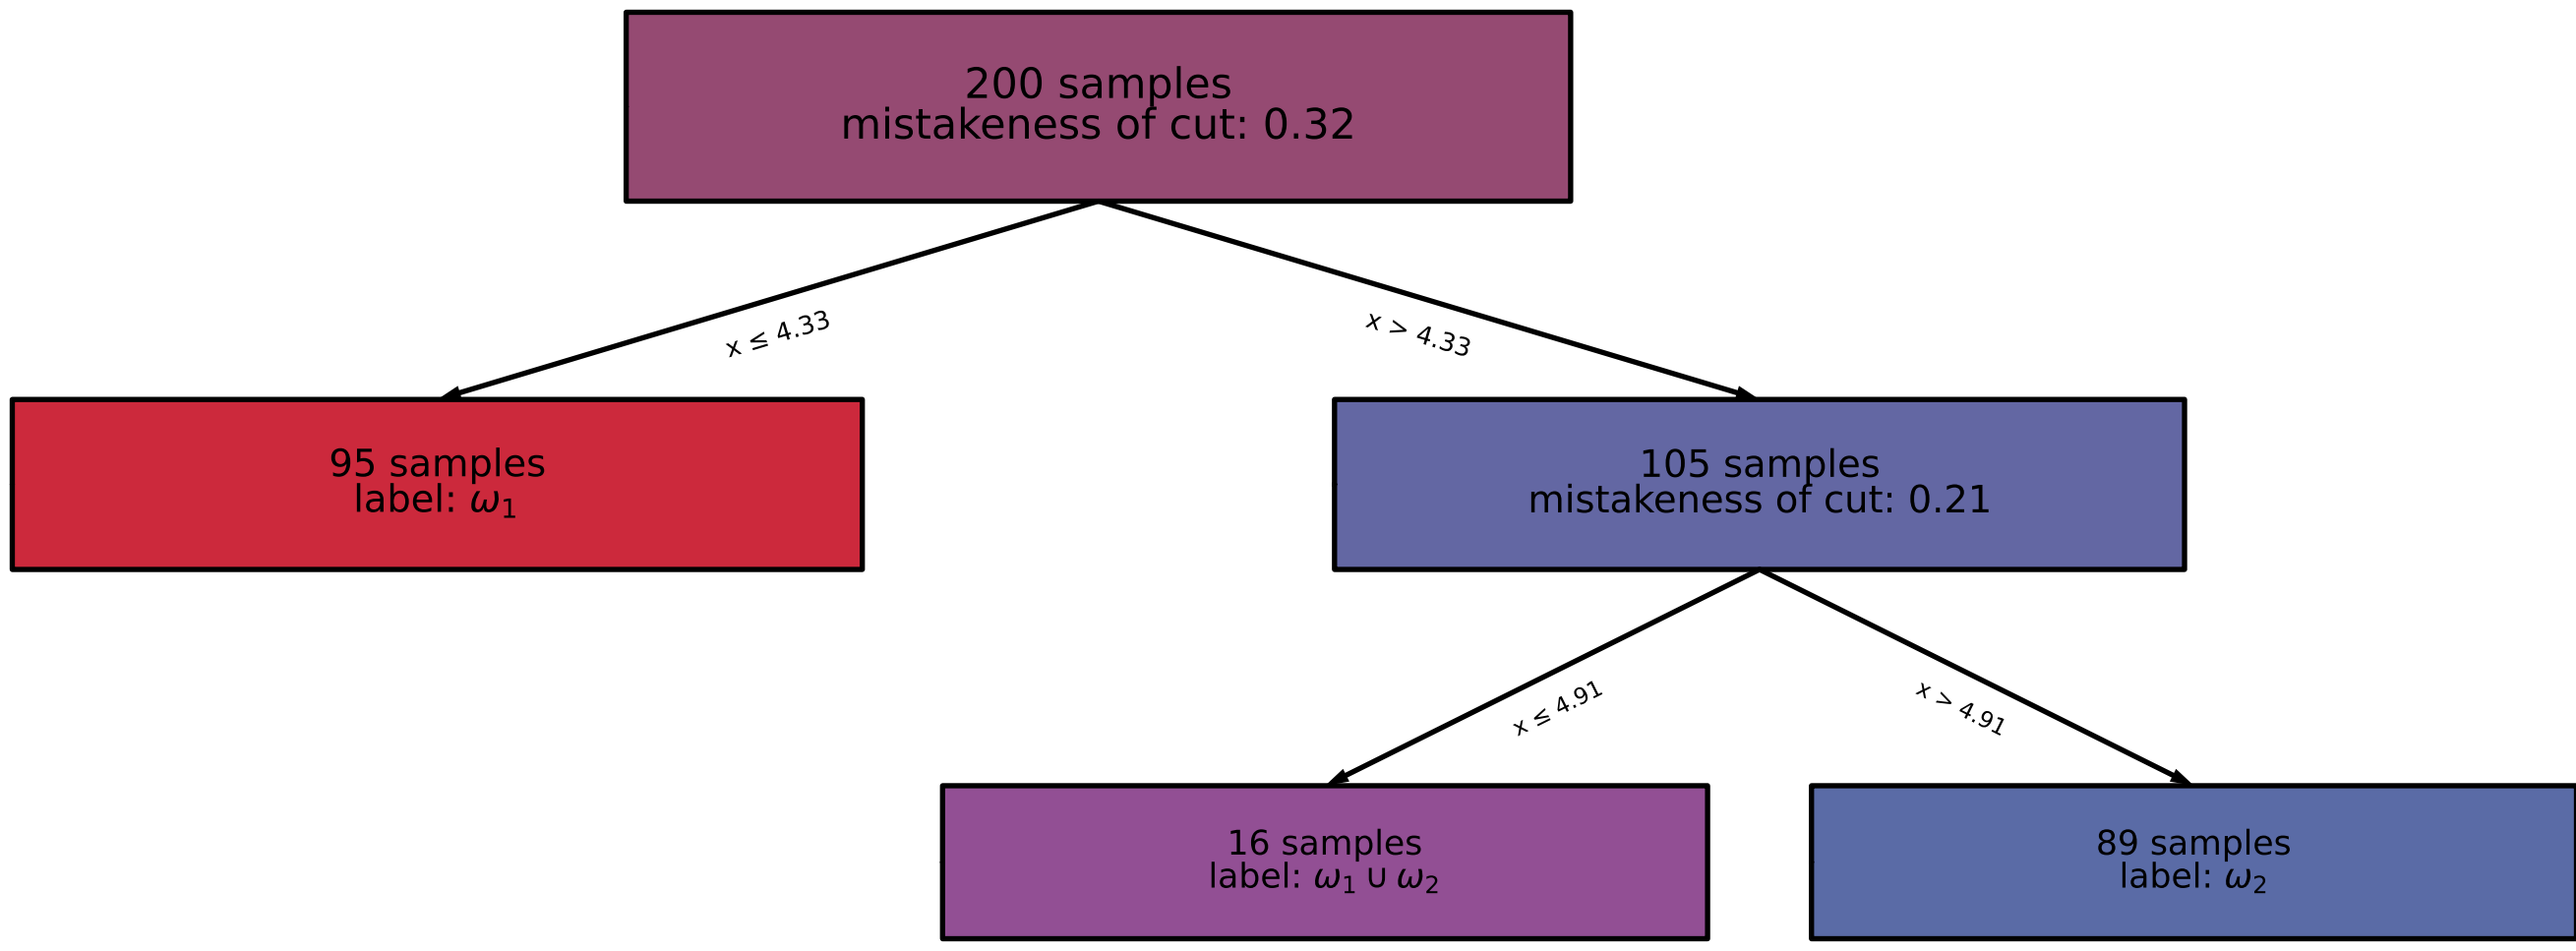 200 samples
mistakeness of cut: 0.32
x ≤ 4.33
x > 4.33
95 samples
label: ω₁
105 samples
mistakeness of cut: 0.21
x ≤ 4.91
x > 4.91
16 samples
label: ω₁ ∪ ω₂
89 samples
label: ω₂